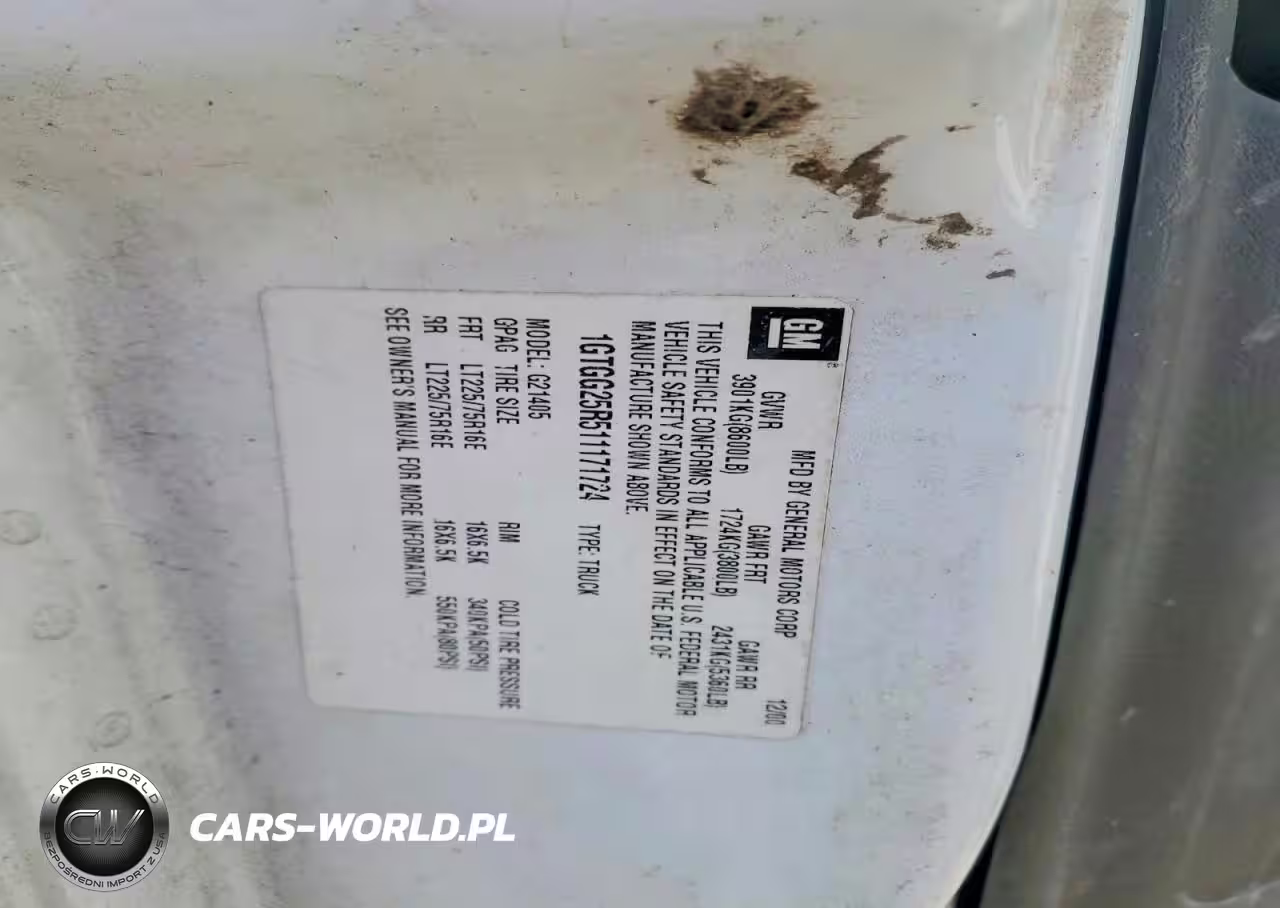 GM
MFD BY GENERAL MOTORS CORP 12/00
GVWR GAWR FRT GAWR RR
3901KG(8600LB) 1724KG(3800LB) 2431KG(5360LB)
THIS VEHICLE CONFORMS TO ALL APPLICABLE U.S. FEDERAL MOTOR
VEHICLE SAFETY STANDARDS IN EFFECT ON THE DATE OF
MANUFACTURE SHOWN ABOVE.
1GTGG25R511171724 TYPE: TRUCK
MODEL: G21405
GPAG TIRE SIZE RIM COLD TIRE PRESSURE
FRT LT225/75R16E 16X6.5K 340KPA(50PSI)
RR LT225/75R16E 16X6.5K 550KPA(80PSI)
SEE OWNER'S MANUAL FOR MORE INFORMATION.
CARS-WORLD
CW
BEZPOŚREDNI IMPORT Z USA
CARS-WORLD.PL